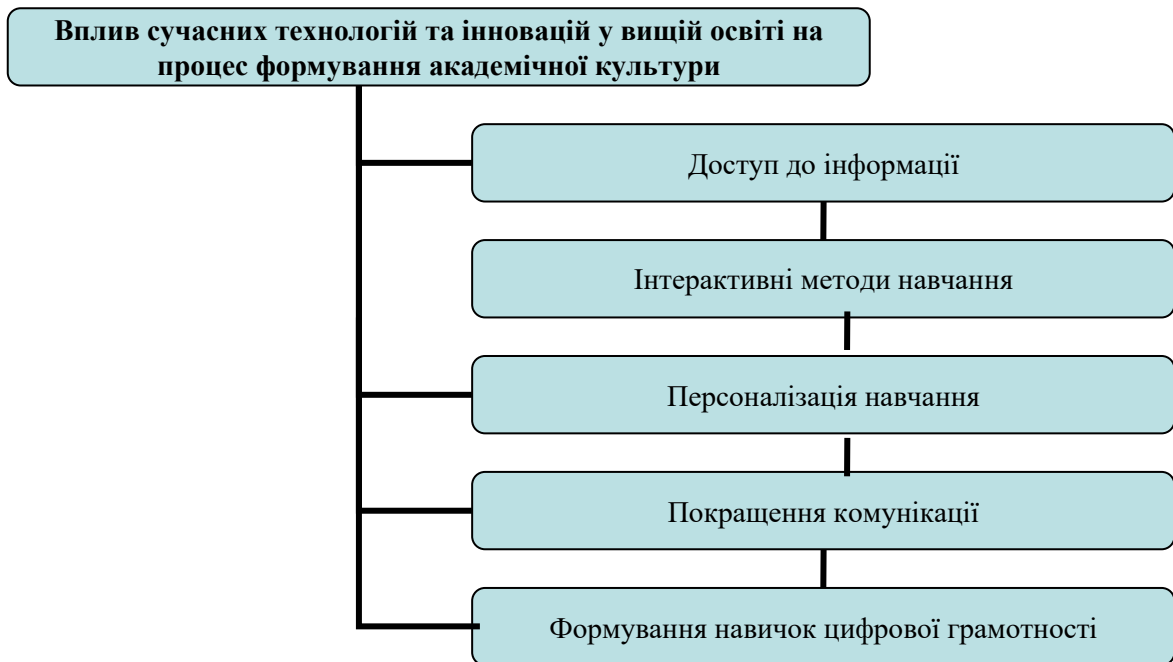 Вплив сучасних технологій та інновацій у вищій освіті на
процес формування академічної культури
Доступ до інформації
Інтерактивні методи навчання
Персоналізація навчання
Покращення комунікації
Формування навичок цифрової грамотності